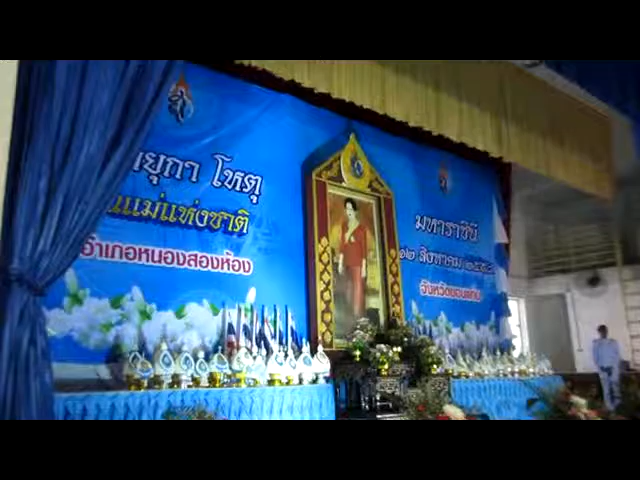 ยุกา โหตุ
มหาราชินี
แม่แห่งชาติ
๑๒ สิงหาคม
อำเภอหนองสองห้อง
จังหวัดขอนแก่น